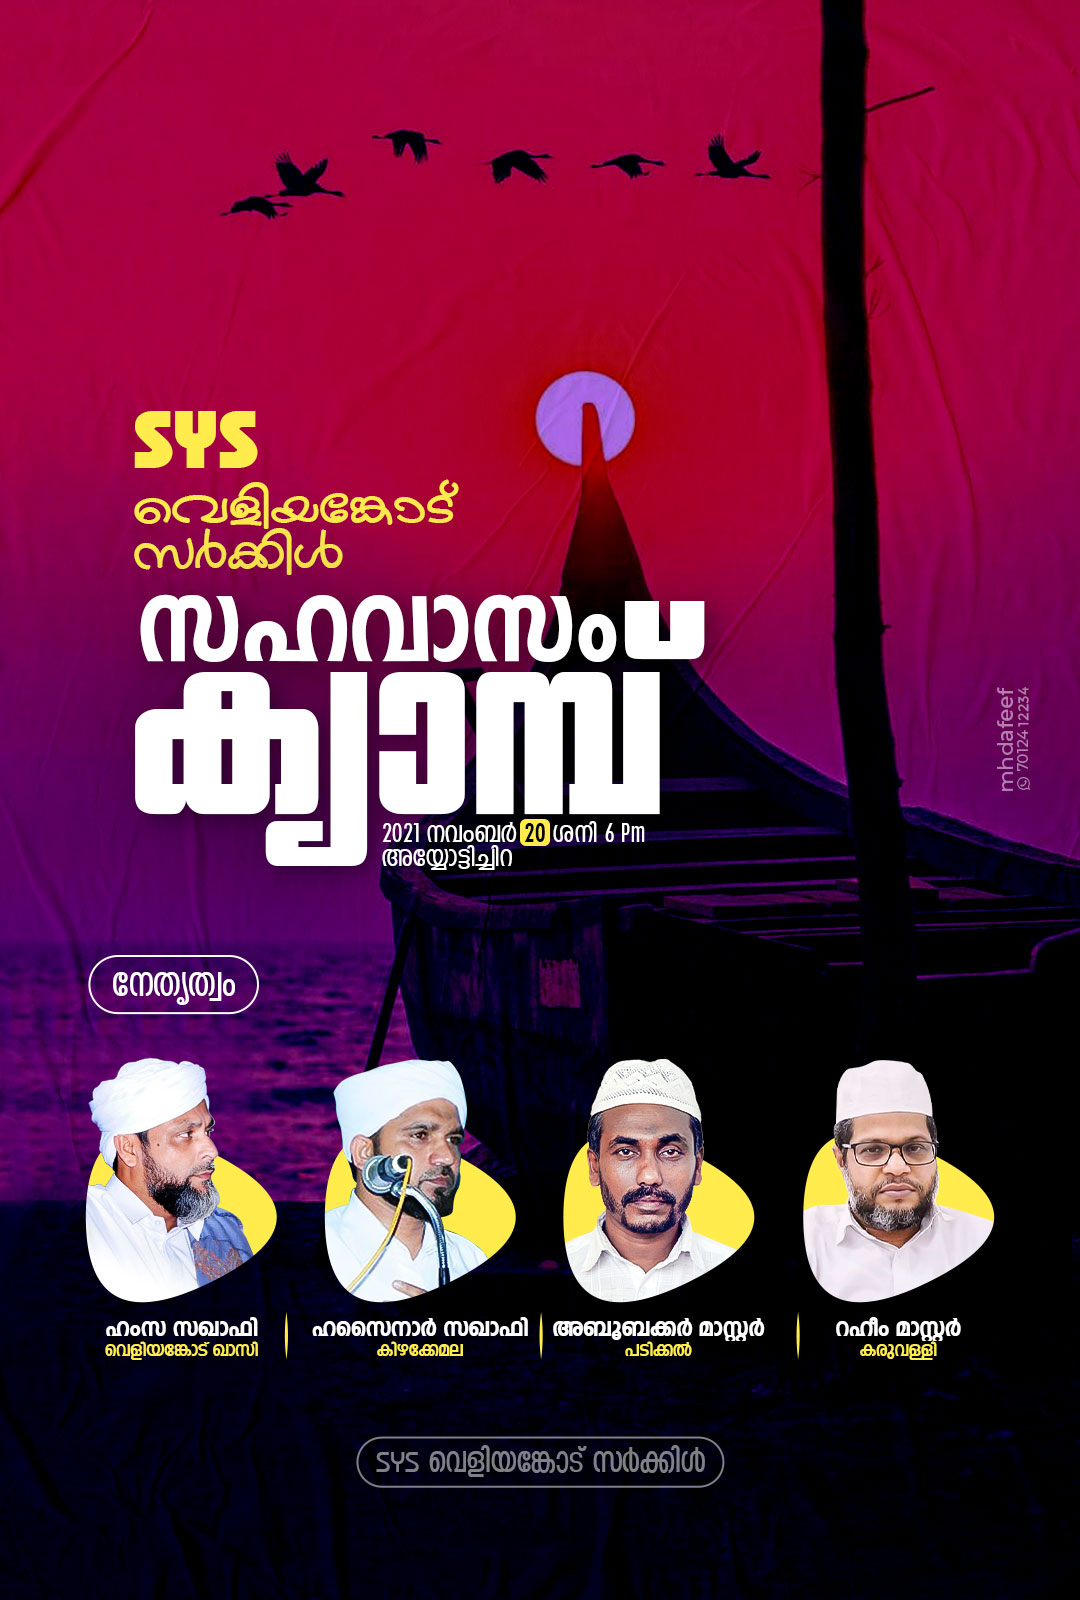 SYS
വെളിയങ്കോട്
സർക്കിൾ
സഹവാസം
ക്യാമ്പ്
2021 നവംബർ 20 ശനി 6 Pm
അയ്യോട്ടിച്ചിറ
mhdafeef
7012412234
നേതൃത്വം
ഹംസ സഖാഫി
വെളിയങ്കോട് ഖാസി
ഹസൈനാർ സഖാഫി
കിഴക്കേമല
അബൂബക്കർ മാസ്റ്റർ
പടിക്കൽ
റഹീം മാസ്റ്റർ
കരുവള്ളി
SYS വെളിയങ്കോട് സർക്കിൾ